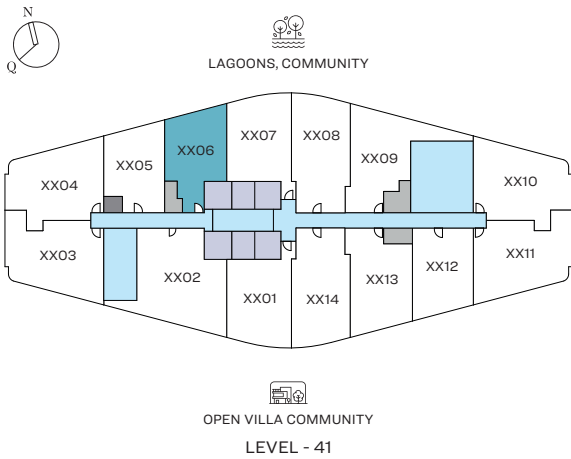 N
Q
LAGOONS, COMMUNITY
XX07 XX08
XX06
XX05 XX09
XX04 XX10
XX03 XX11
XX02 XX12
XX13
XX01 XX14
OPEN VILLA COMMUNITY
LEVEL - 41